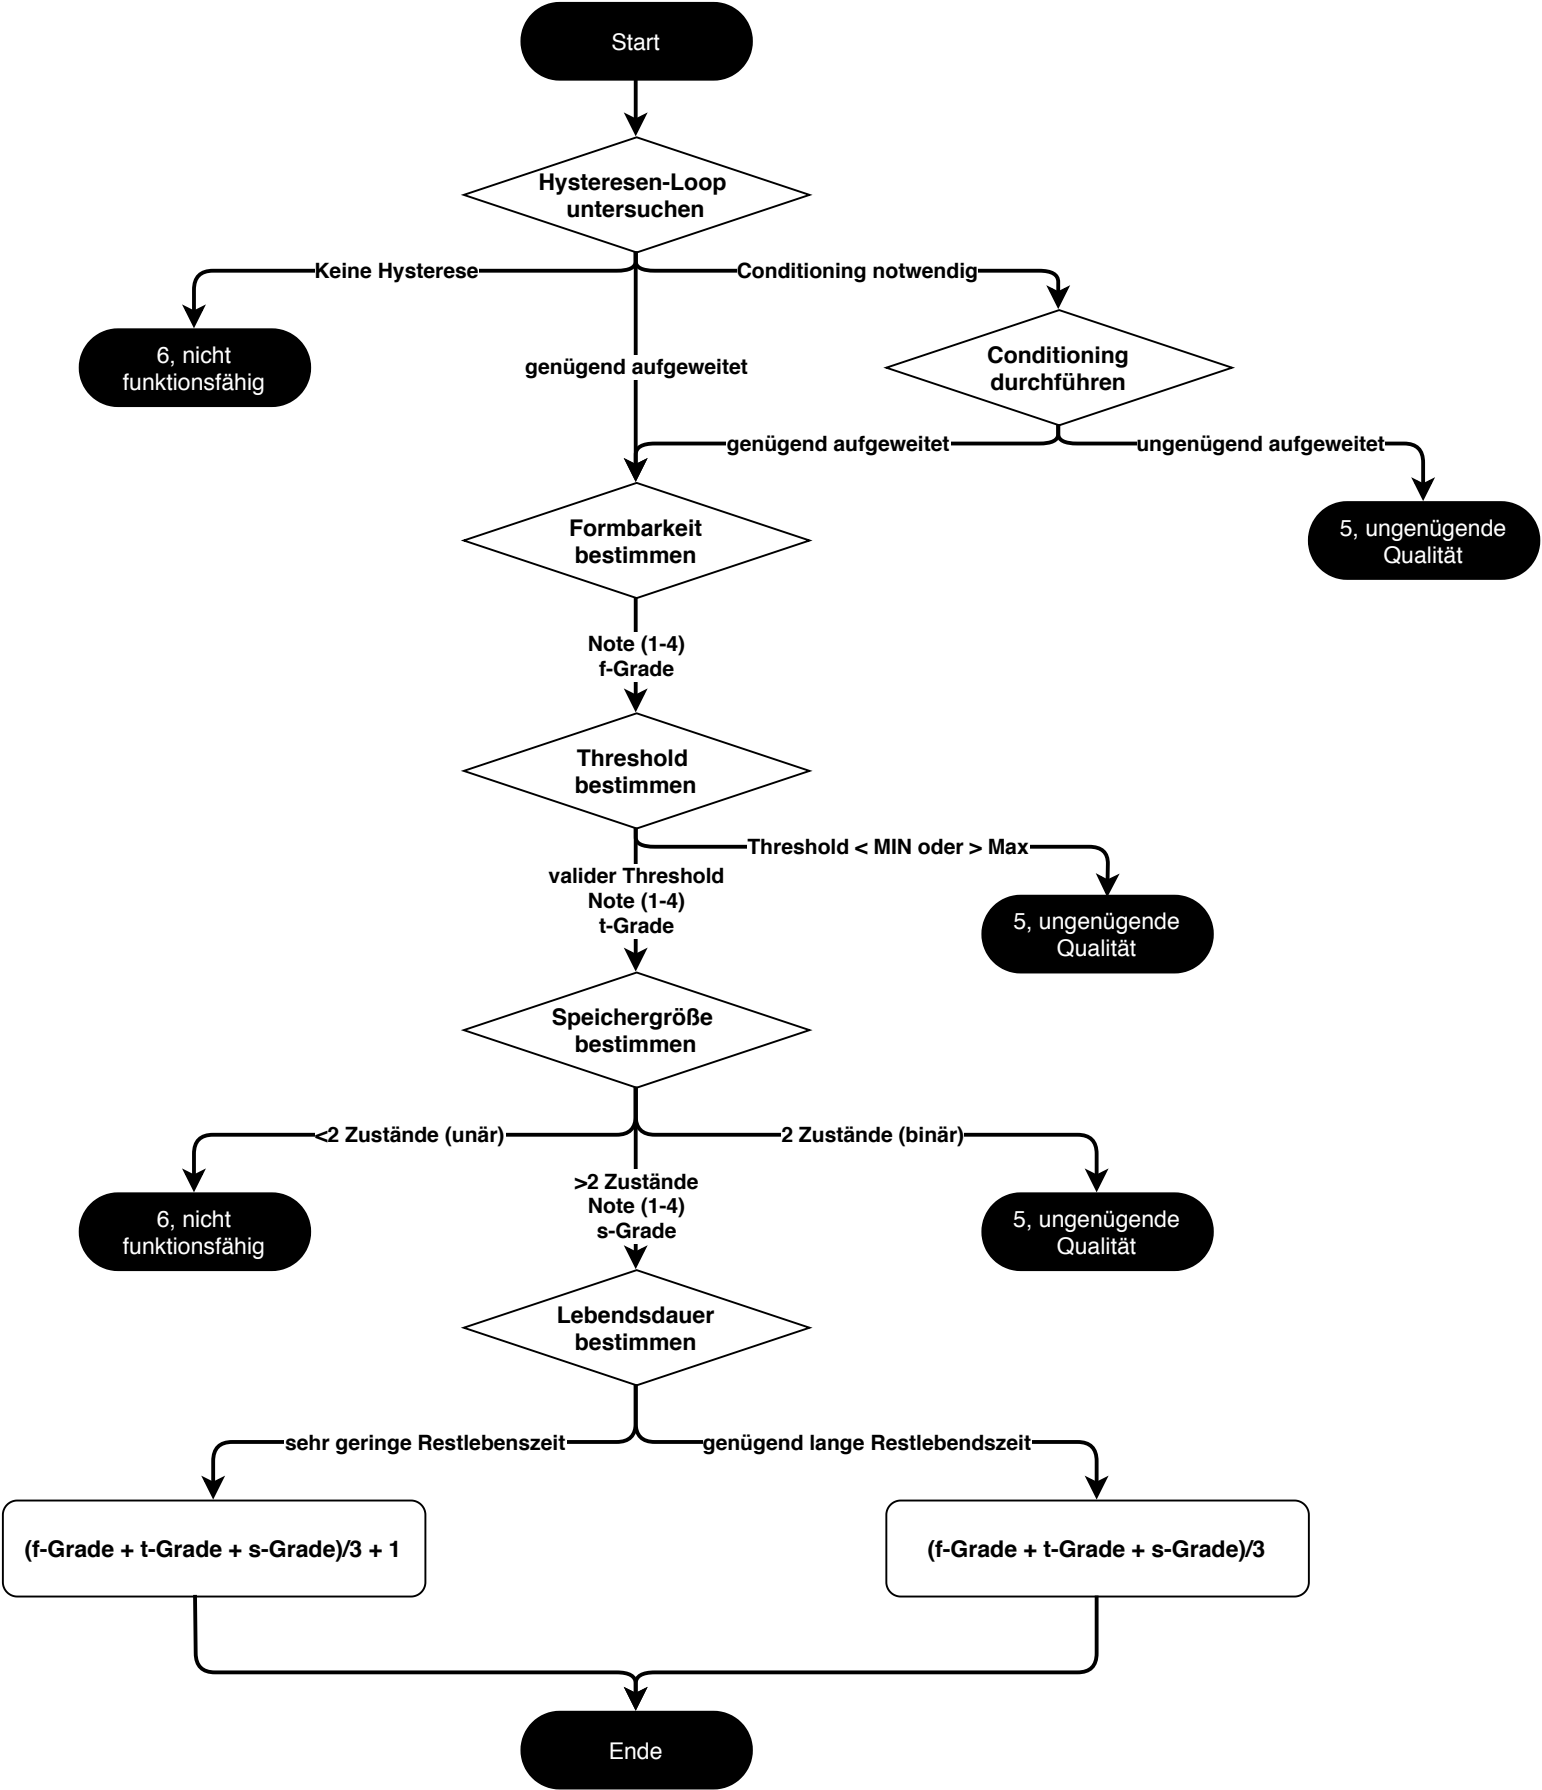 Start
Hysteresen-Loop
untersuchen
Keine Hysterese
Conditioning notwendig
6, nicht
funktionsfähig
genügend aufgeweitet
Conditioning
durchführen
genügend aufgeweitet
ungenügend aufgeweitet
Formbarkeit
bestimmen
5, ungenügende
Qualität
Note (1-4)
f-Grade
Threshold
bestimmen
Threshold < MIN oder > Max
valider Threshold
Note (1-4)
t-Grade
5, ungenügende
Qualität
Speichergröße
bestimmen
<2 Zustände (unär)
2 Zustände (binär)
>2 Zustände
Note (1-4)
s-Grade
6, nicht
funktionsfähig
5, ungenügende
Qualität
Lebendsdauer
bestimmen
sehr geringe Restlebenszeit
genügend lange Restlebendszeit
(f-Grade + t-Grade + s-Grade)/3 + 1
(f-Grade + t-Grade + s-Grade)/3
Ende